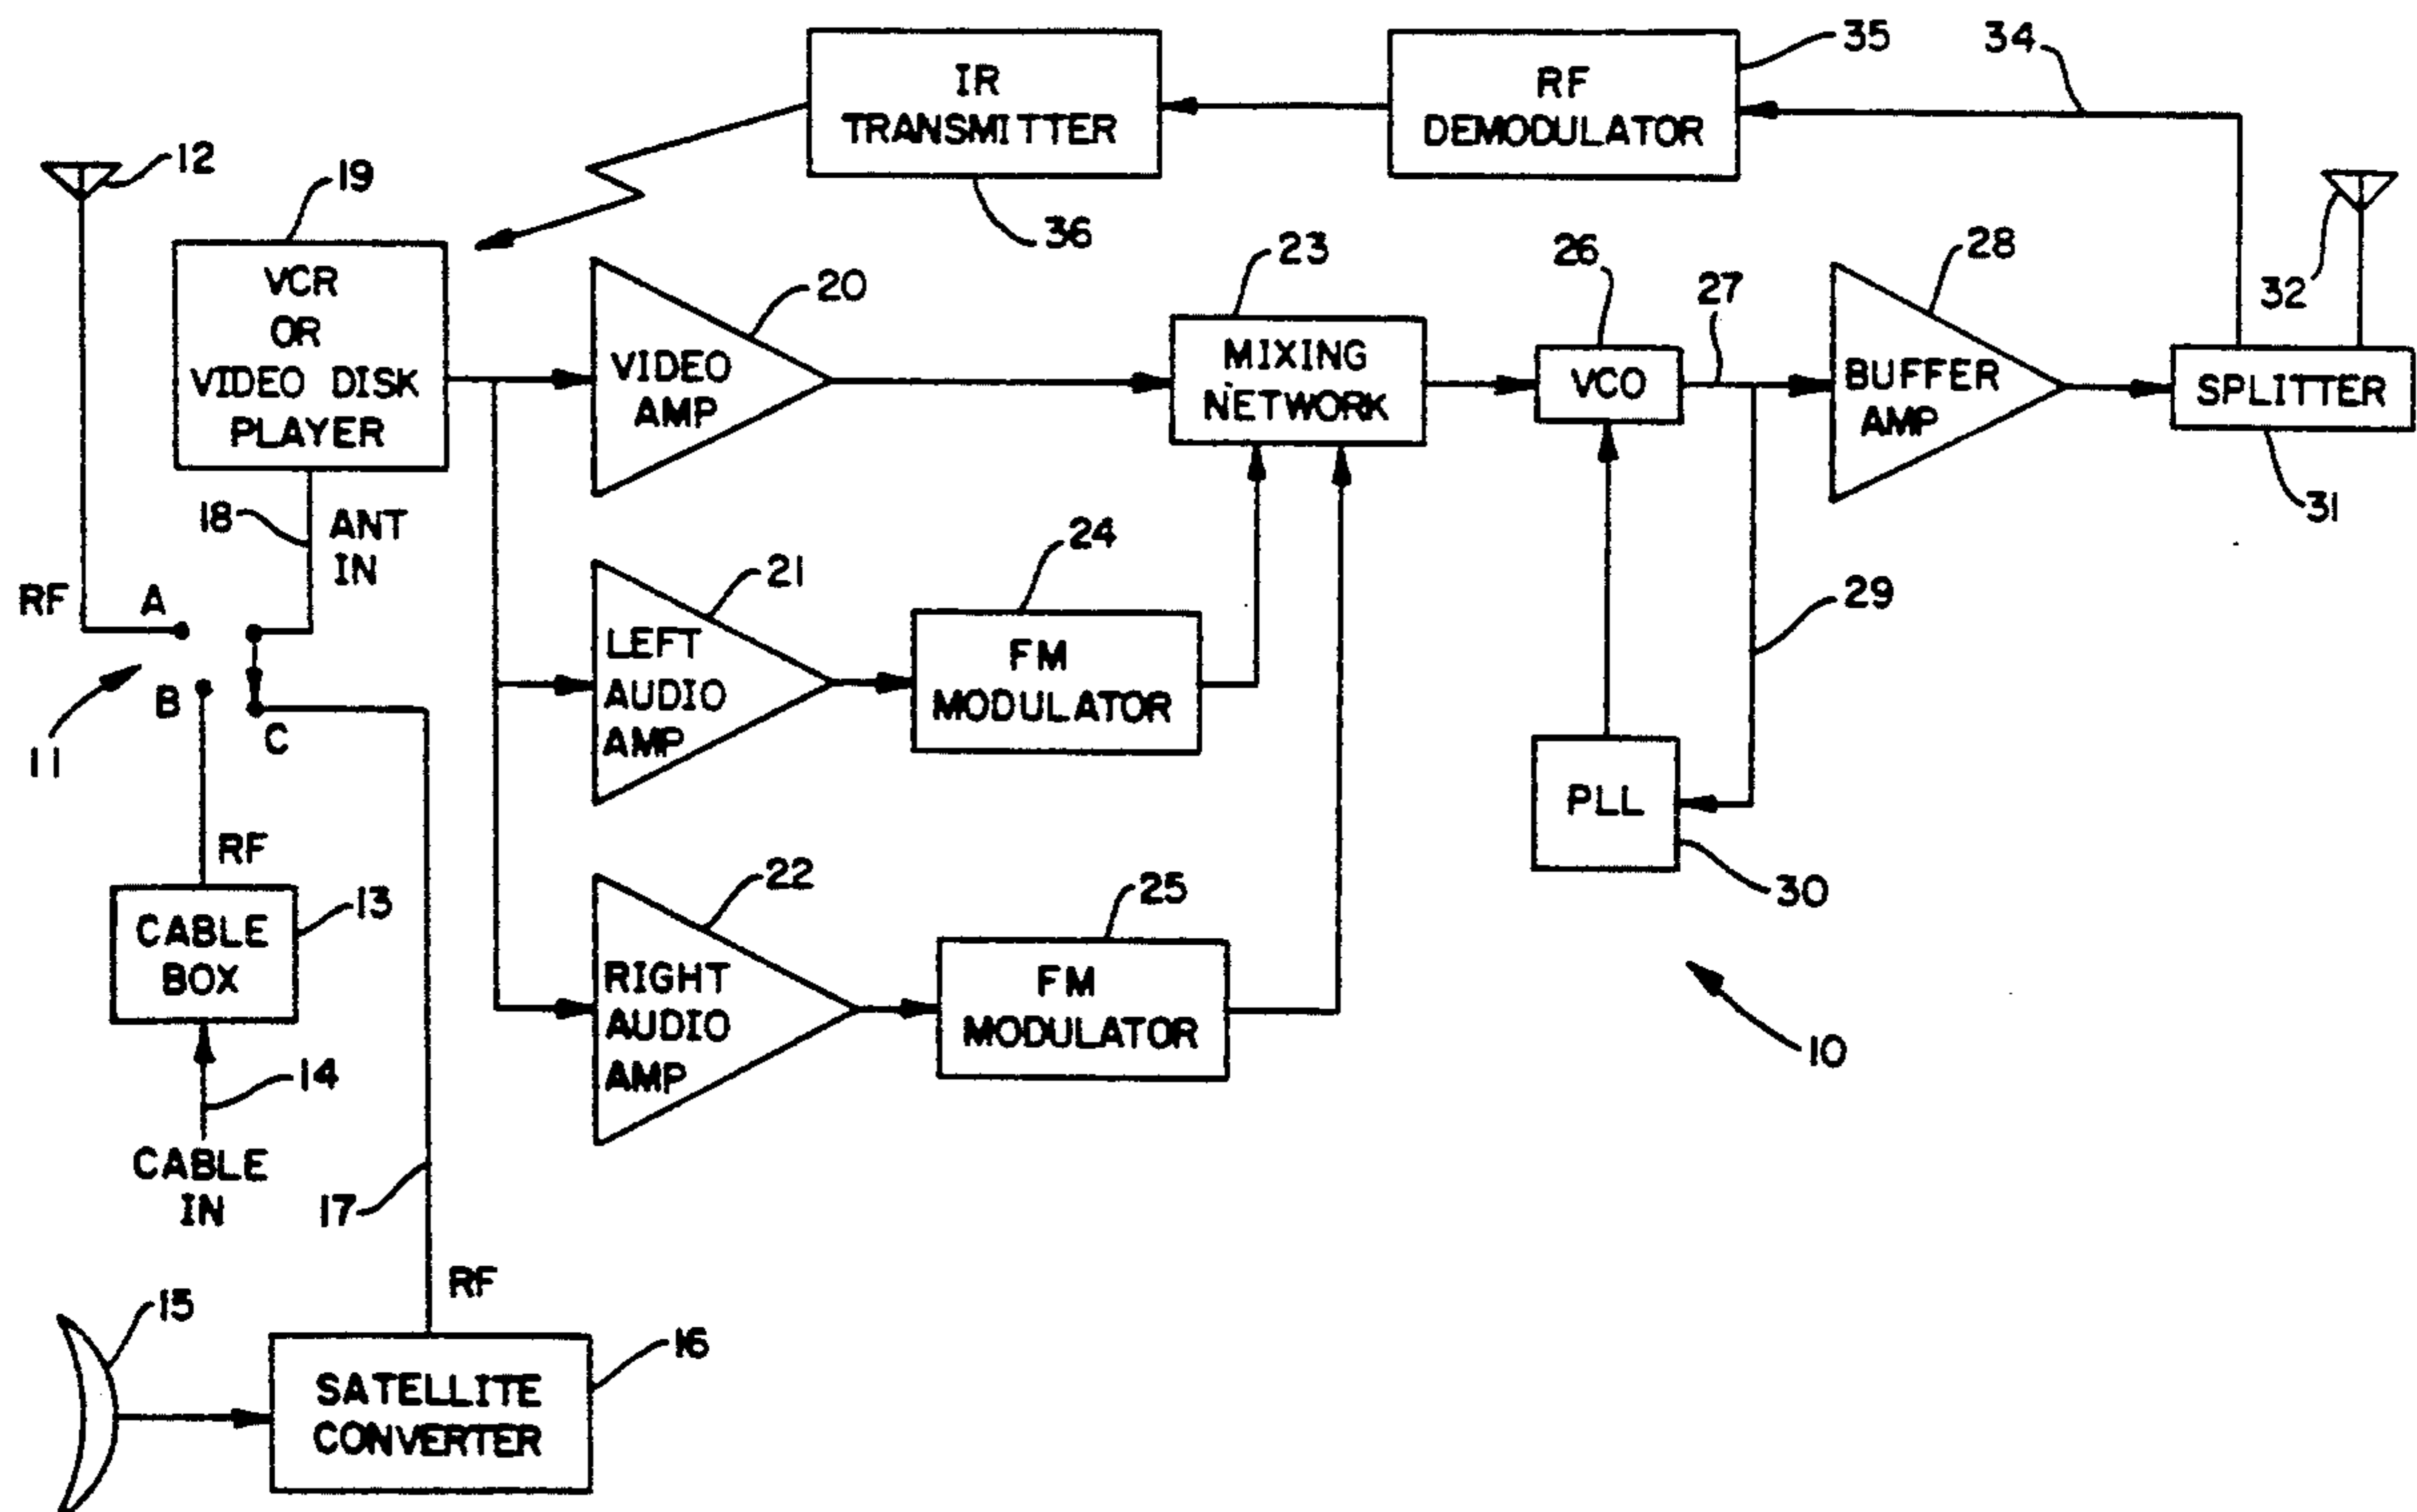 IR
TRANSMITTER
36
RF
DEMODULATOR
35
34
12
19
VCR
OR
VIDEO DISK
PLAYER
20
VIDEO
AMP
23
MIXING
NETWORK
26
VCO
27
28
BUFFER
AMP
32
SPLITTER
31
18
ANT
IN
RF
A
B
C
11
21
LEFT
AUDIO
AMP
24
FM
MODULATOR
29
PLL
30
RF
13
CABLE
BOX
14
CABLE
IN
22
RIGHT
AUDIO
AMP
25
FM
MODULATOR
10
17
RF
15
16
SATELLITE
CONVERTER